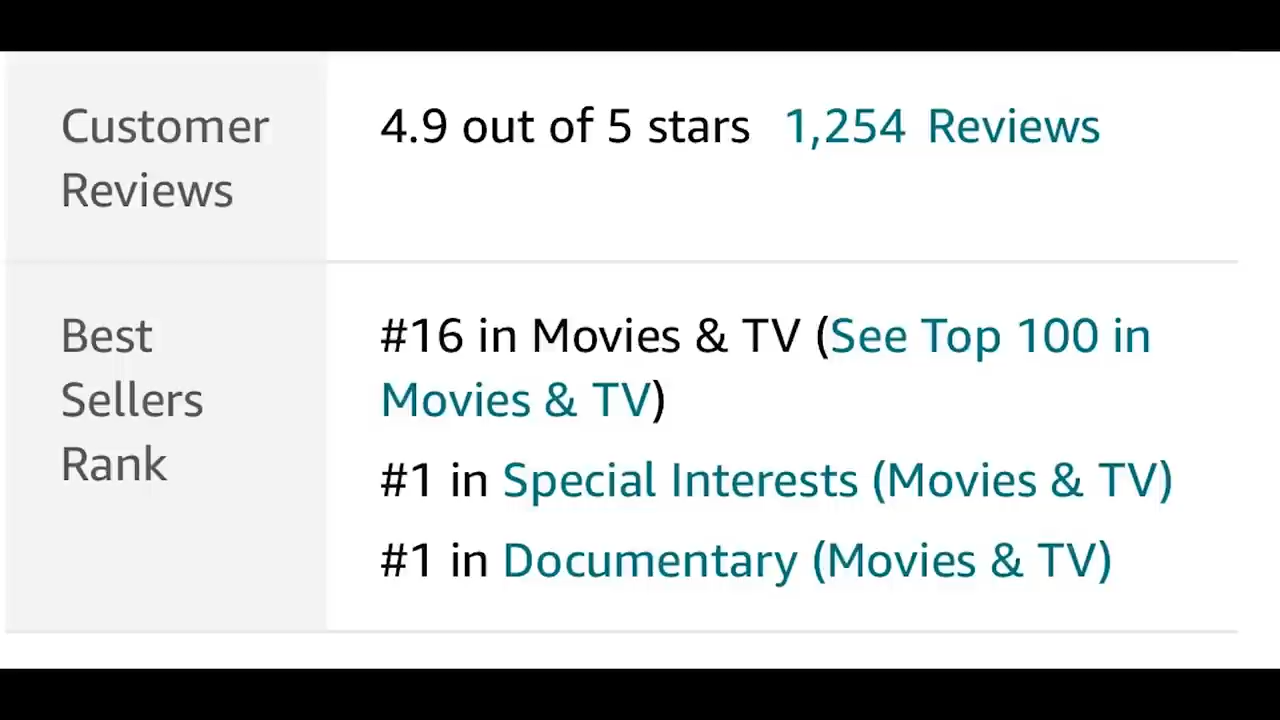 Customer
Reviews
4.9 out of 5 stars 1,254 Reviews
Best
Sellers
Rank
#16 in Movies & TV (See Top 100 in
Movies & TV)
#1 in Special Interests (Movies & TV)
#1 in Documentary (Movies & TV)